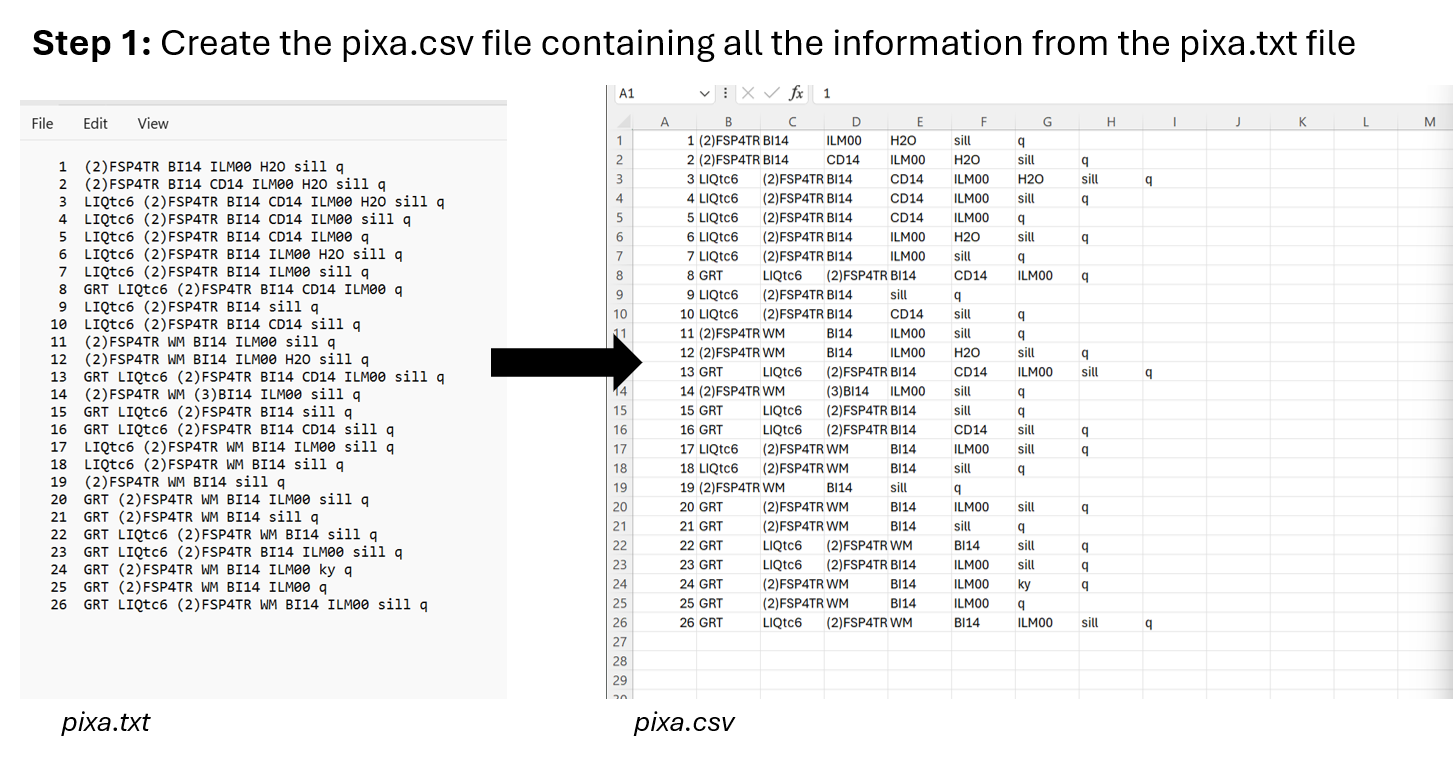 Step 1: Create the pixa.csv file containing all the information from the pixa.txt file
File Edit View
1 (2)FSP4TR BI14 ILM00 H2O sill q
2 (2)FSP4TR BI14 CD14 ILM00 H2O sill q
3 LIQtc6 (2)FSP4TR BI14 CD14 ILM00 H2O sill q
4 LIQtc6 (2)FSP4TR BI14 CD14 ILM00 sill q
5 LIQtc6 (2)FSP4TR BI14 CD14 ILM00 q
6 LIQtc6 (2)FSP4TR BI14 ILM00 H2O sill q
7 LIQtc6 (2)FSP4TR BI14 ILM00 sill q
8 GRT LIQtc6 (2)FSP4TR BI14 CD14 ILM00 q
9 LIQtc6 (2)FSP4TR BI14 sill q
10 LIQtc6 (2)FSP4TR BI14 CD14 sill q
11 (2)FSP4TR WM BI14 ILM00 sill q
12 (2)FSP4TR WM BI14 ILM00 H2O sill q
13 GRT LIQtc6 (2)FSP4TR BI14 CD14 ILM00 sill q
14 (2)FSP4TR WM (3)BI14 ILM00 sill q
15 GRT LIQtc6 (2)FSP4TR BI14 sill q
16 GRT LIQtc6 (2)FSP4TR BI14 CD14 sill q
17 LIQtc6 (2)FSP4TR WM BI14 ILM00 sill q
18 LIQtc6 (2)FSP4TR WM BI14 sill q
19 (2)FSP4TR WM BI14 sill q
20 GRT (2)FSP4TR WM BI14 ILM00 sill q
21 GRT (2)FSP4TR WM BI14 sill q
22 GRT LIQtc6 (2)FSP4TR WM BI14 sill q
23 GRT LIQtc6 (2)FSP4TR BI14 ILM00 sill q
24 GRT (2)FSP4TR WM BI14 ILM00 ky q
25 GRT (2)FSP4TR WM BI14 ILM00 q
26 GRT LIQtc6 (2)FSP4TR WM BI14 ILM00 sill q
pixa.txt
A1 fx 1
A B C D E F G H I J K L M
1 1 (2)FSP4TR BI14 ILM00 H2O sill q
2 2 (2)FSP4TR BI14 CD14 ILM00 H2O sill q
3 3 LIQtc6 (2)FSP4TR BI14 CD14 ILM00 H2O sill q
4 4 LIQtc6 (2)FSP4TR BI14 CD14 ILM00 sill q
5 5 LIQtc6 (2)FSP4TR BI14 CD14 ILM00 q
6 6 LIQtc6 (2)FSP4TR BI14 ILM00 H2O sill q
7 7 LIQtc6 (2)FSP4TR BI14 ILM00 sill q
8 8 GRT LIQtc6 (2)FSP4TR BI14 CD14 ILM00 q
9 9 LIQtc6 (2)FSP4TR BI14 sill q
10 10 LIQtc6 (2)FSP4TR BI14 CD14 sill q
11 11 (2)FSP4TR WM BI14 ILM00 sill q
12 (2)FSP4TR WM BI14 ILM00 H2O sill q
13 GRT LIQtc6 (2)FSP4TR BI14 CD14 ILM00 sill q
14 14 (2)FSP4TR WM (3)BI14 ILM00 sill q
15 15 GRT LIQtc6 (2)FSP4TR BI14 sill q
16 16 GRT LIQtc6 (2)FSP4TR BI14 CD14 sill q
17 17 LIQtc6 (2)FSP4TR WM BI14 ILM00 sill q
18 18 LIQtc6 (2)FSP4TR WM BI14 sill q
19 19 (2)FSP4TR WM BI14 sill q
20 20 GRT (2)FSP4TR WM BI14 ILM00 sill q
21 21 GRT (2)FSP4TR WM BI14 sill q
22 22 GRT LIQtc6 (2)FSP4TR WM BI14 sill q
23 23 GRT LIQtc6 (2)FSP4TR BI14 ILM00 sill q
24 24 GRT (2)FSP4TR WM BI14 ILM00 ky q
25 25 GRT (2)FSP4TR WM BI14 ILM00 q
26 26 GRT LIQtc6 (2)FSP4TR WM BI14 ILM00 sill q
27
28
29
pixa.csv